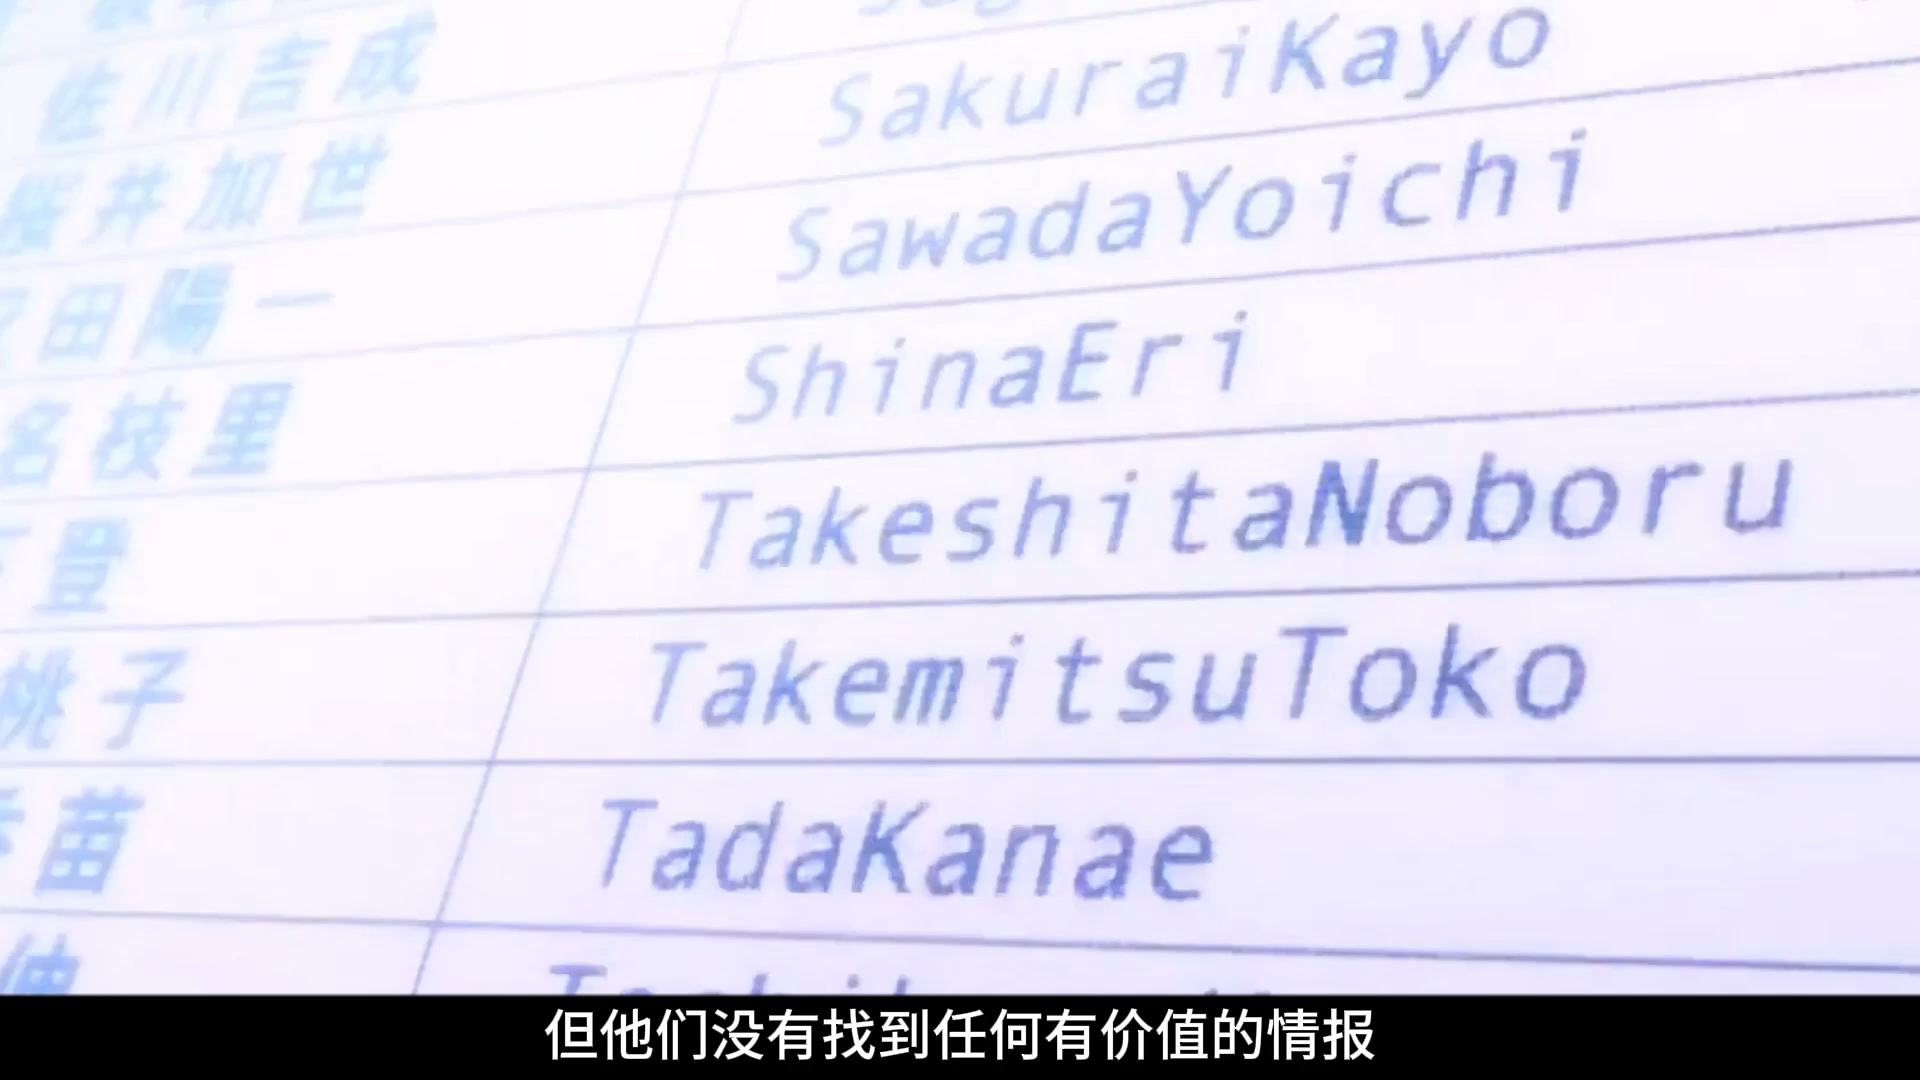 佐川吉成
SakuraiKayo
桜井加世
SawadaYoichi
田陽一
ShinaEri
名枝里
TakeshitaNoboru
登
TakemitsuToko
桃子
TadaKanae
苗
伸
但他们没有找到任何有价值的情报